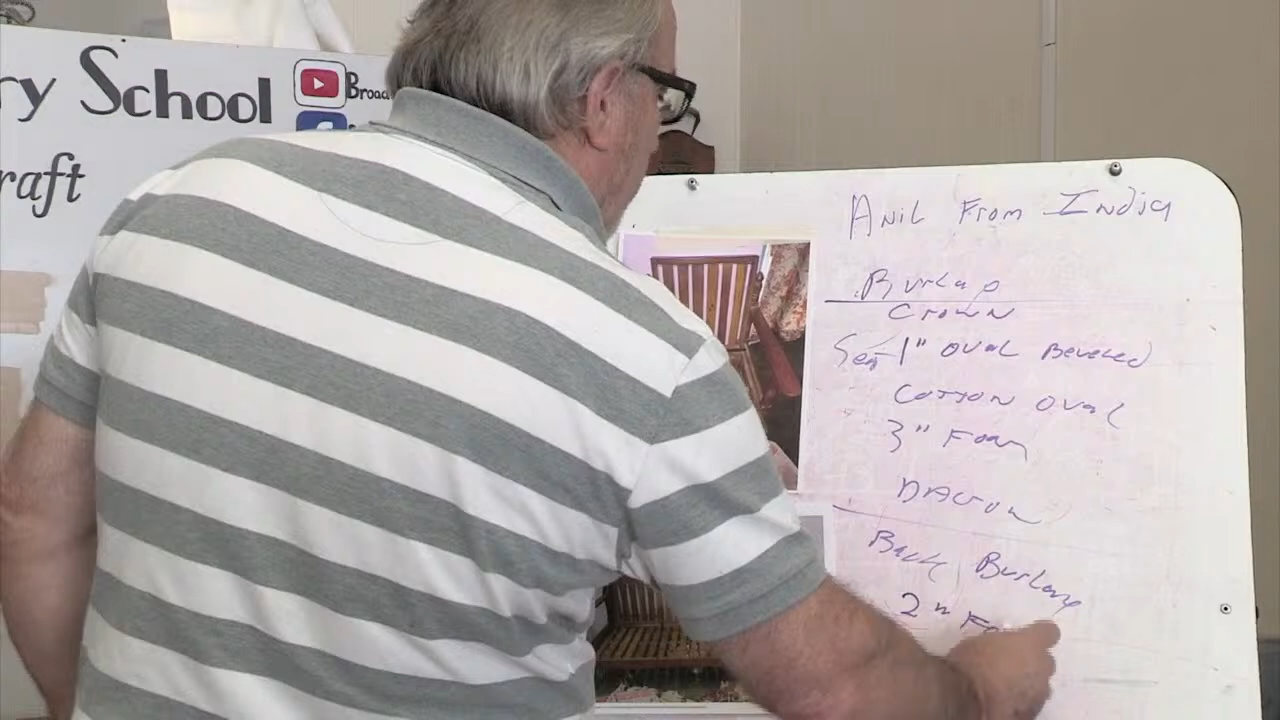 ry School
Broad
raft
Anil From India
Burlap
Crown
Seat 1" oval Beveled
Cotton oval
3" Foam
Dacron
Back Burlap
2" Fo